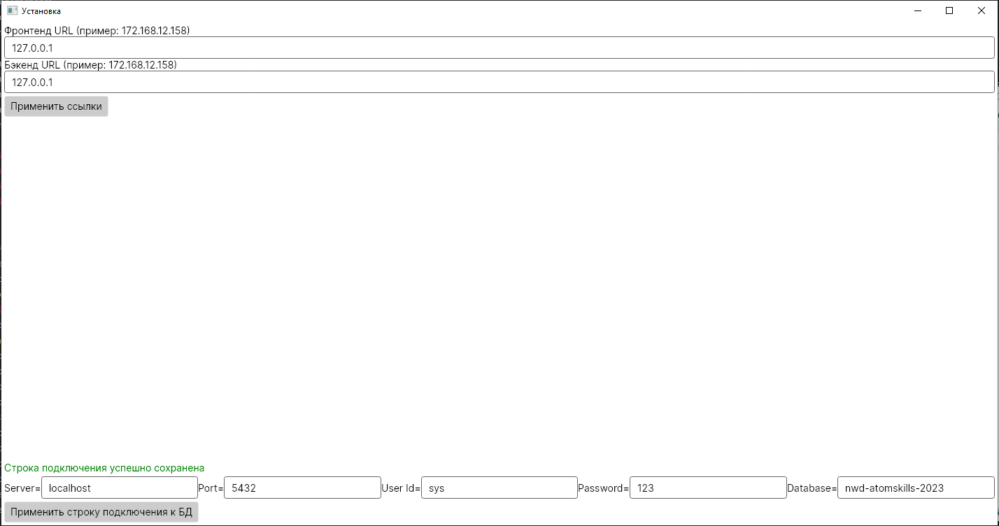 Установка
Фронтенд URL (пример: 172.168.12.158)
127.0.0.1
Бэкенд URL (пример: 172.168.12.158)
127.0.0.1
Применить ссылки
Строка подключения успешно сохранена
Server= localhost Port= 5432 User Id= sys Password= 123 Database= nwd-atomskills-2023
Применить строку подключения к БД